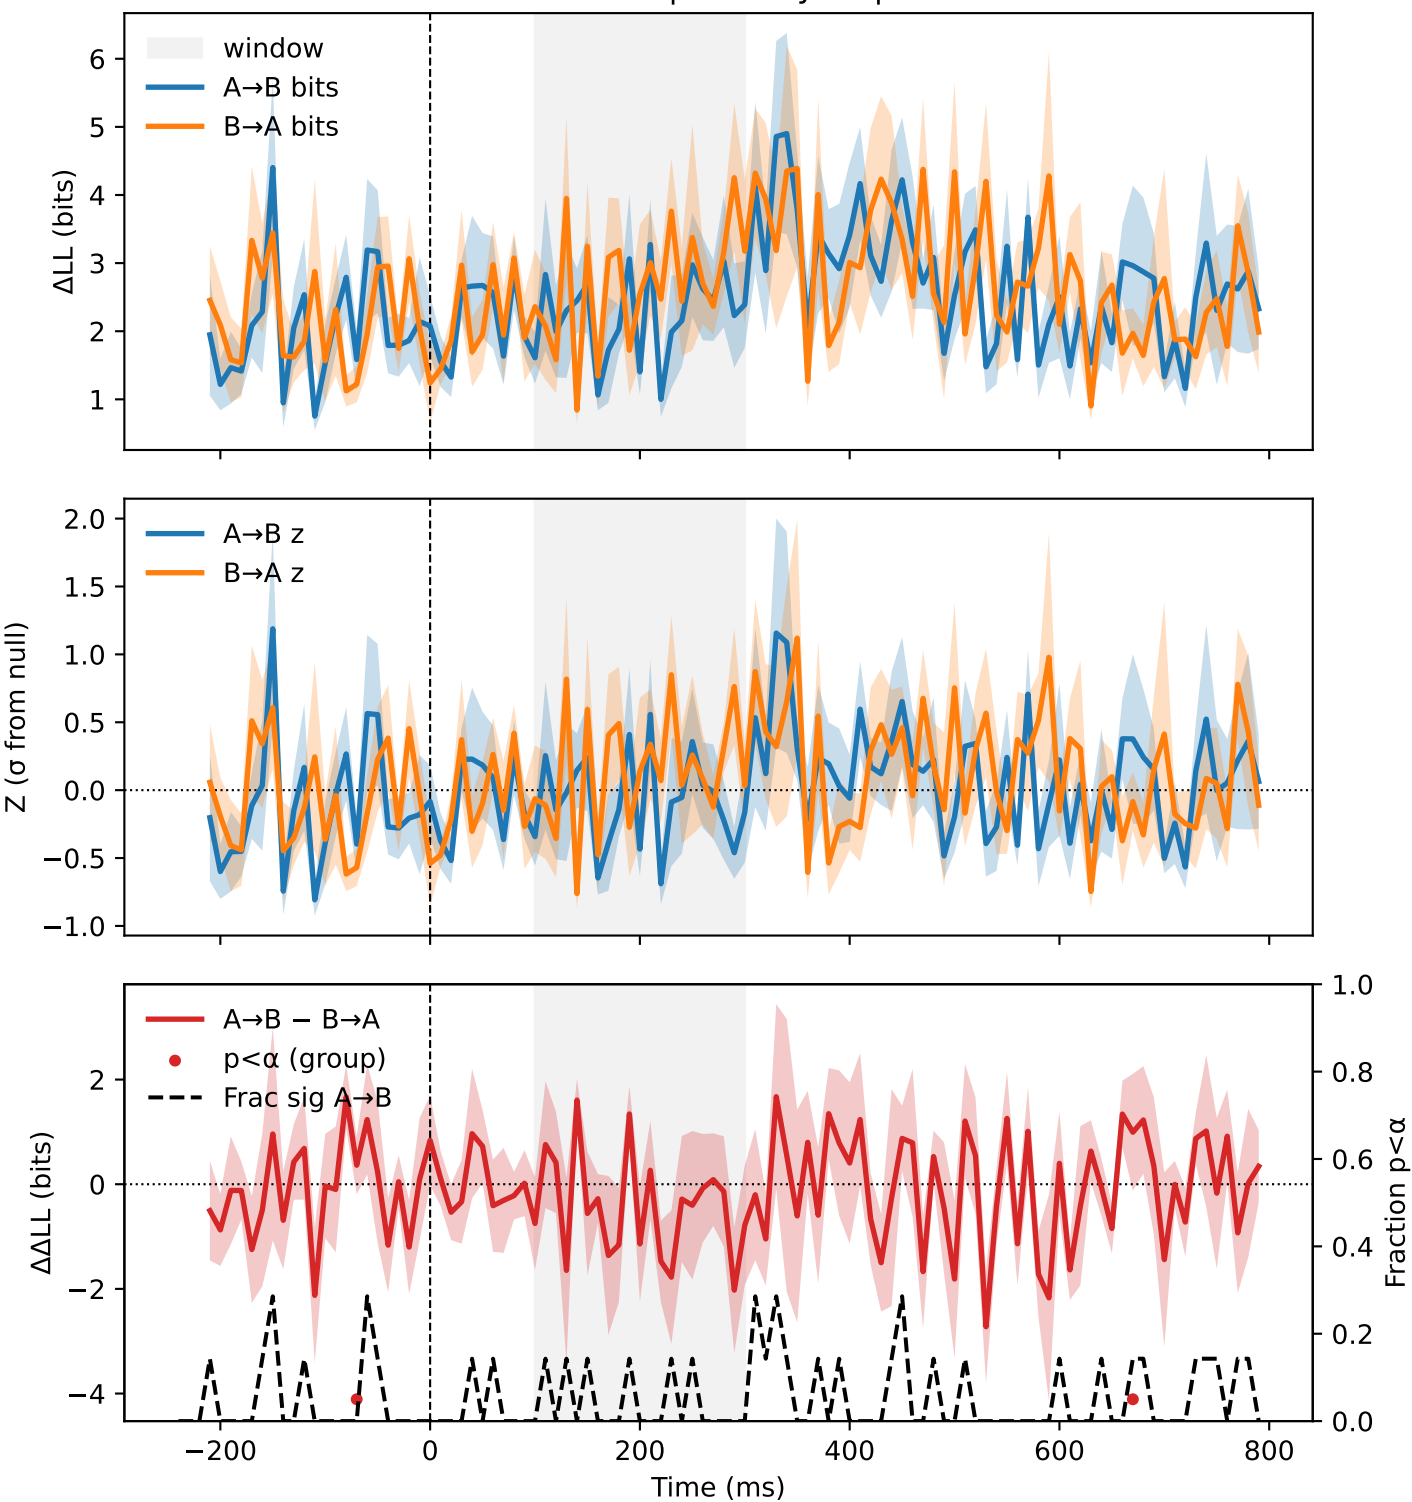 window
A→B bits
B→A bits
6
5
4
3
2
1
ΔLL (bits)
A→B z
B→A z
2.0
1.5
1.0
0.5
0.0
−0.5
−1.0
Z (σ from null)
A→B − B→A
p<α (group)
Frac sig A→B
2
0
−2
−4
ΔΔLL (bits)
1.0
0.8
0.6
0.4
0.2
0.0
Fraction p<α
−200
0
200
400
600
800
Time (ms)